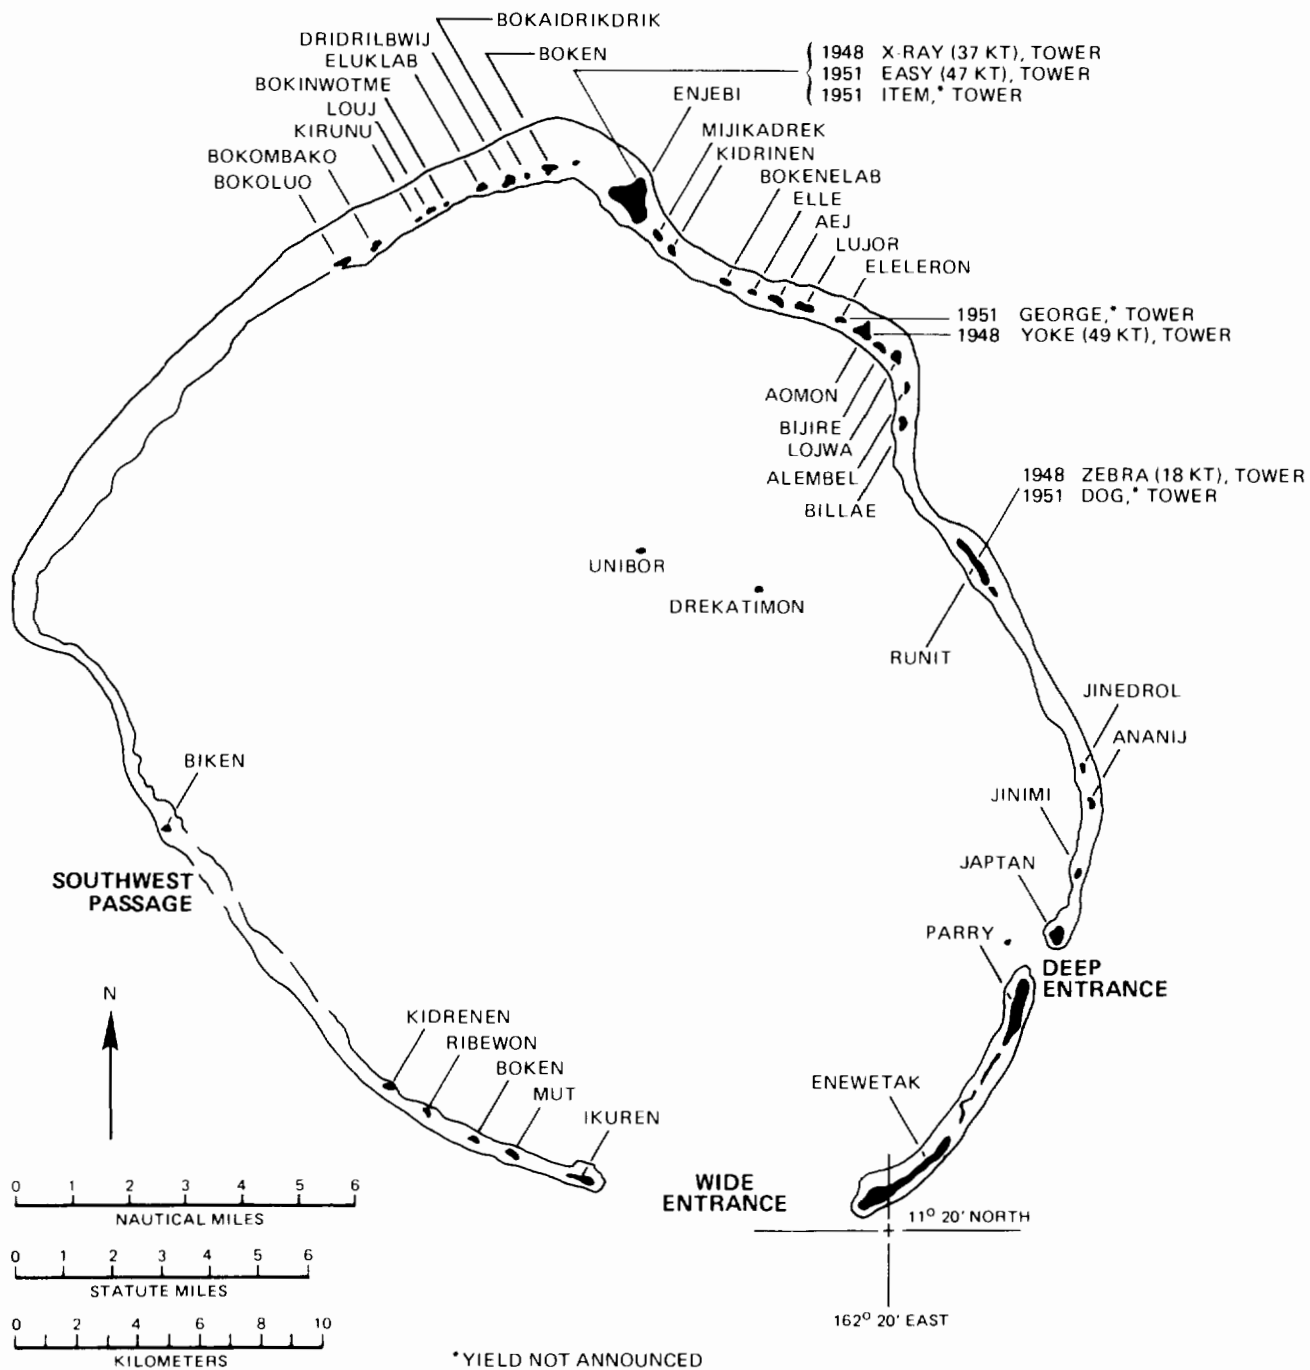 BOKAIDRIKDRIK
DRIDRILBWIJ
BOKEN
ELUKLAB
BOKINWOTME
LOUJ
KIRUNU
BOKOMBAKO
BOKOLUO
1948 X-RAY (37 KT), TOWER
1951 EASY (47 KT), TOWER
1951 ITEM,* TOWER
ENJEBI
MIJIKADREK
KIDRINEN
BOKENELAB
ELLE
AEJ
LUJOR
ELELERON
1951 GEORGE,* TOWER
1948 YOKE (49 KT), TOWER
AOMON
BIJIRE
LOJWA
ALEMBEL
BILLAE
1948 ZEBRA (18 KT), TOWER
1951 DOG,* TOWER
UNIBOR
DREKATIMON
RUNIT
JINEDROL
ANANIJ
JINIMI
JAPTAN
PARRY
DEEP
ENTRANCE
BIKEN
SOUTHWEST
PASSAGE
N
KIDRENEN
RIBEWON
BOKEN
MUT
IKUREN
ENEWETAK
WIDE
ENTRANCE
11° 20' NORTH
162° 20' EAST
0 1 2 3 4 5 6
NAUTICAL MILES
0 1 2 3 4 5 6
STATUTE MILES
0 2 4 6 8 10
KILOMETERS
*YIELD NOT ANNOUNCED